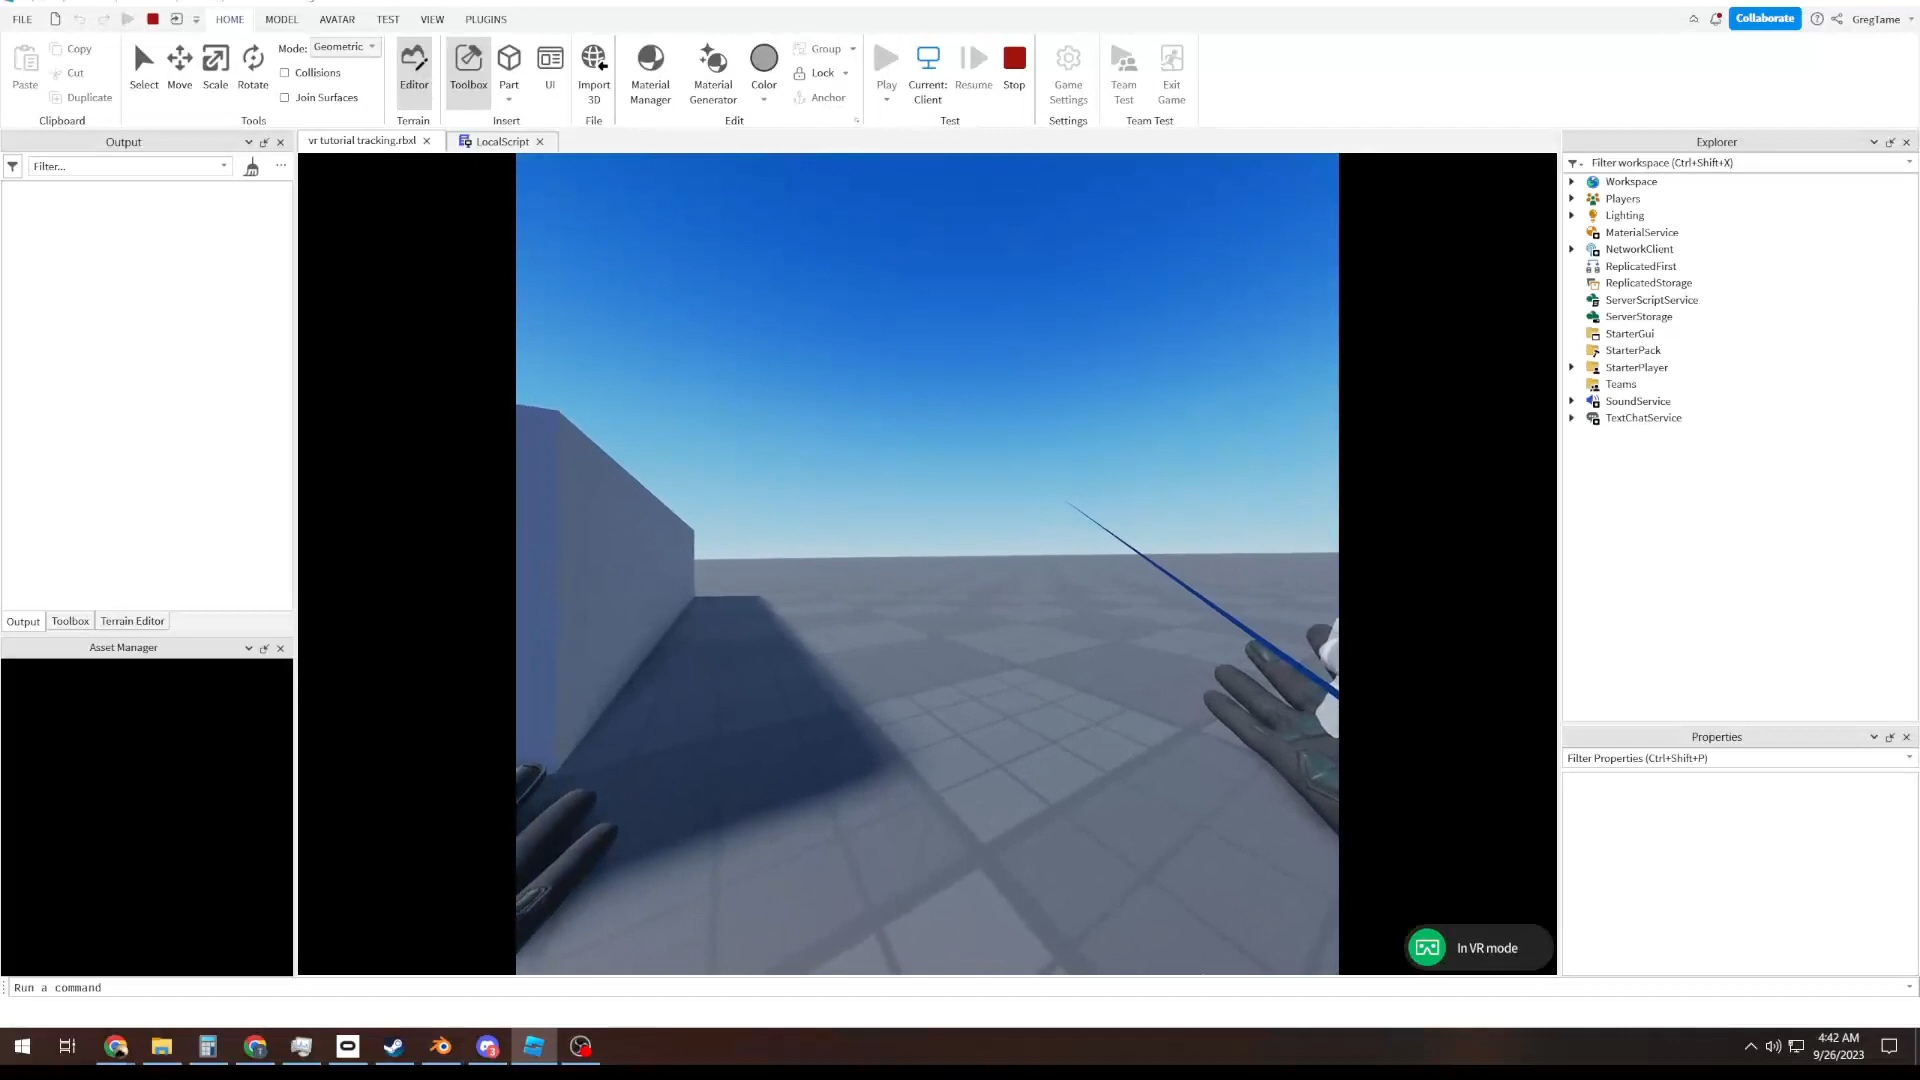 FILE HOME MODEL AVATAR TEST VIEW PLUGINS Collaborate GregTame
Copy
Cut
Duplicate
Paste
Clipboard
Select Move Scale Rotate
Mode: Geometric
Collisions
Join Surfaces
Tools
Editor
Terrain
Toolbox Part UI
Insert
Import
3D
File
Material
Manager
Material
Generator
Color
Group
Lock
Anchor
Edit
Play
Current:
Client
Resume Stop
Test
Game
Settings
Settings
Team
Test
Exit
Game
Team Test
Output
Filter...
Output Toolbox Terrain Editor
Asset Manager
vr tutorial tracking.rbxl
LocalScript
In VR mode
Explorer
Filter workspace (Ctrl+Shift+X)
Workspace
Players
Lighting
MaterialService
NetworkClient
ReplicatedFirst
ReplicatedStorage
ServerScriptService
ServerStorage
StarterGui
StarterPack
StarterPlayer
Teams
SoundService
TextChatService
Properties
Filter Properties (Ctrl+Shift+P)
Run a command
4:42 AM
9/26/2023